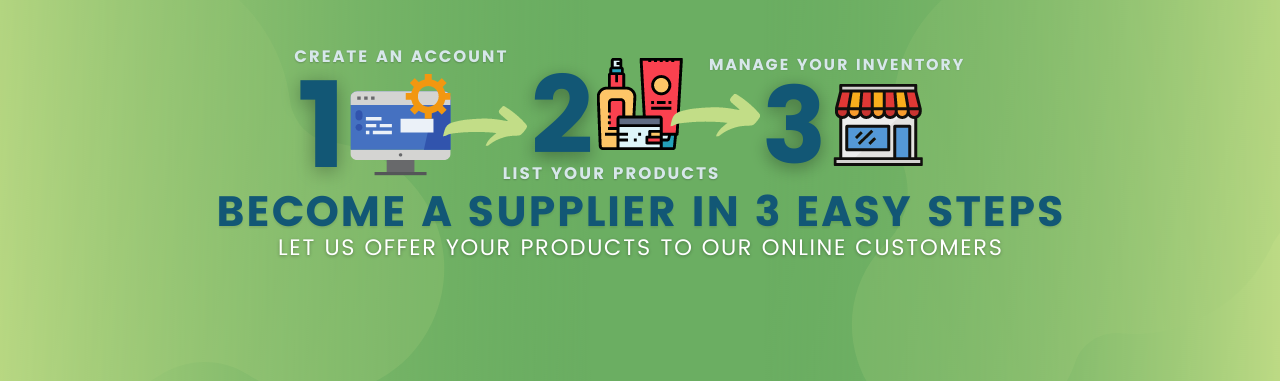 CREATE AN ACCOUNT
1
2
LIST YOUR PRODUCTS
MANAGE YOUR INVENTORY
3
BECOME A SUPPLIER IN 3 EASY STEPS
LET US OFFER YOUR PRODUCTS TO OUR ONLINE CUSTOMERS